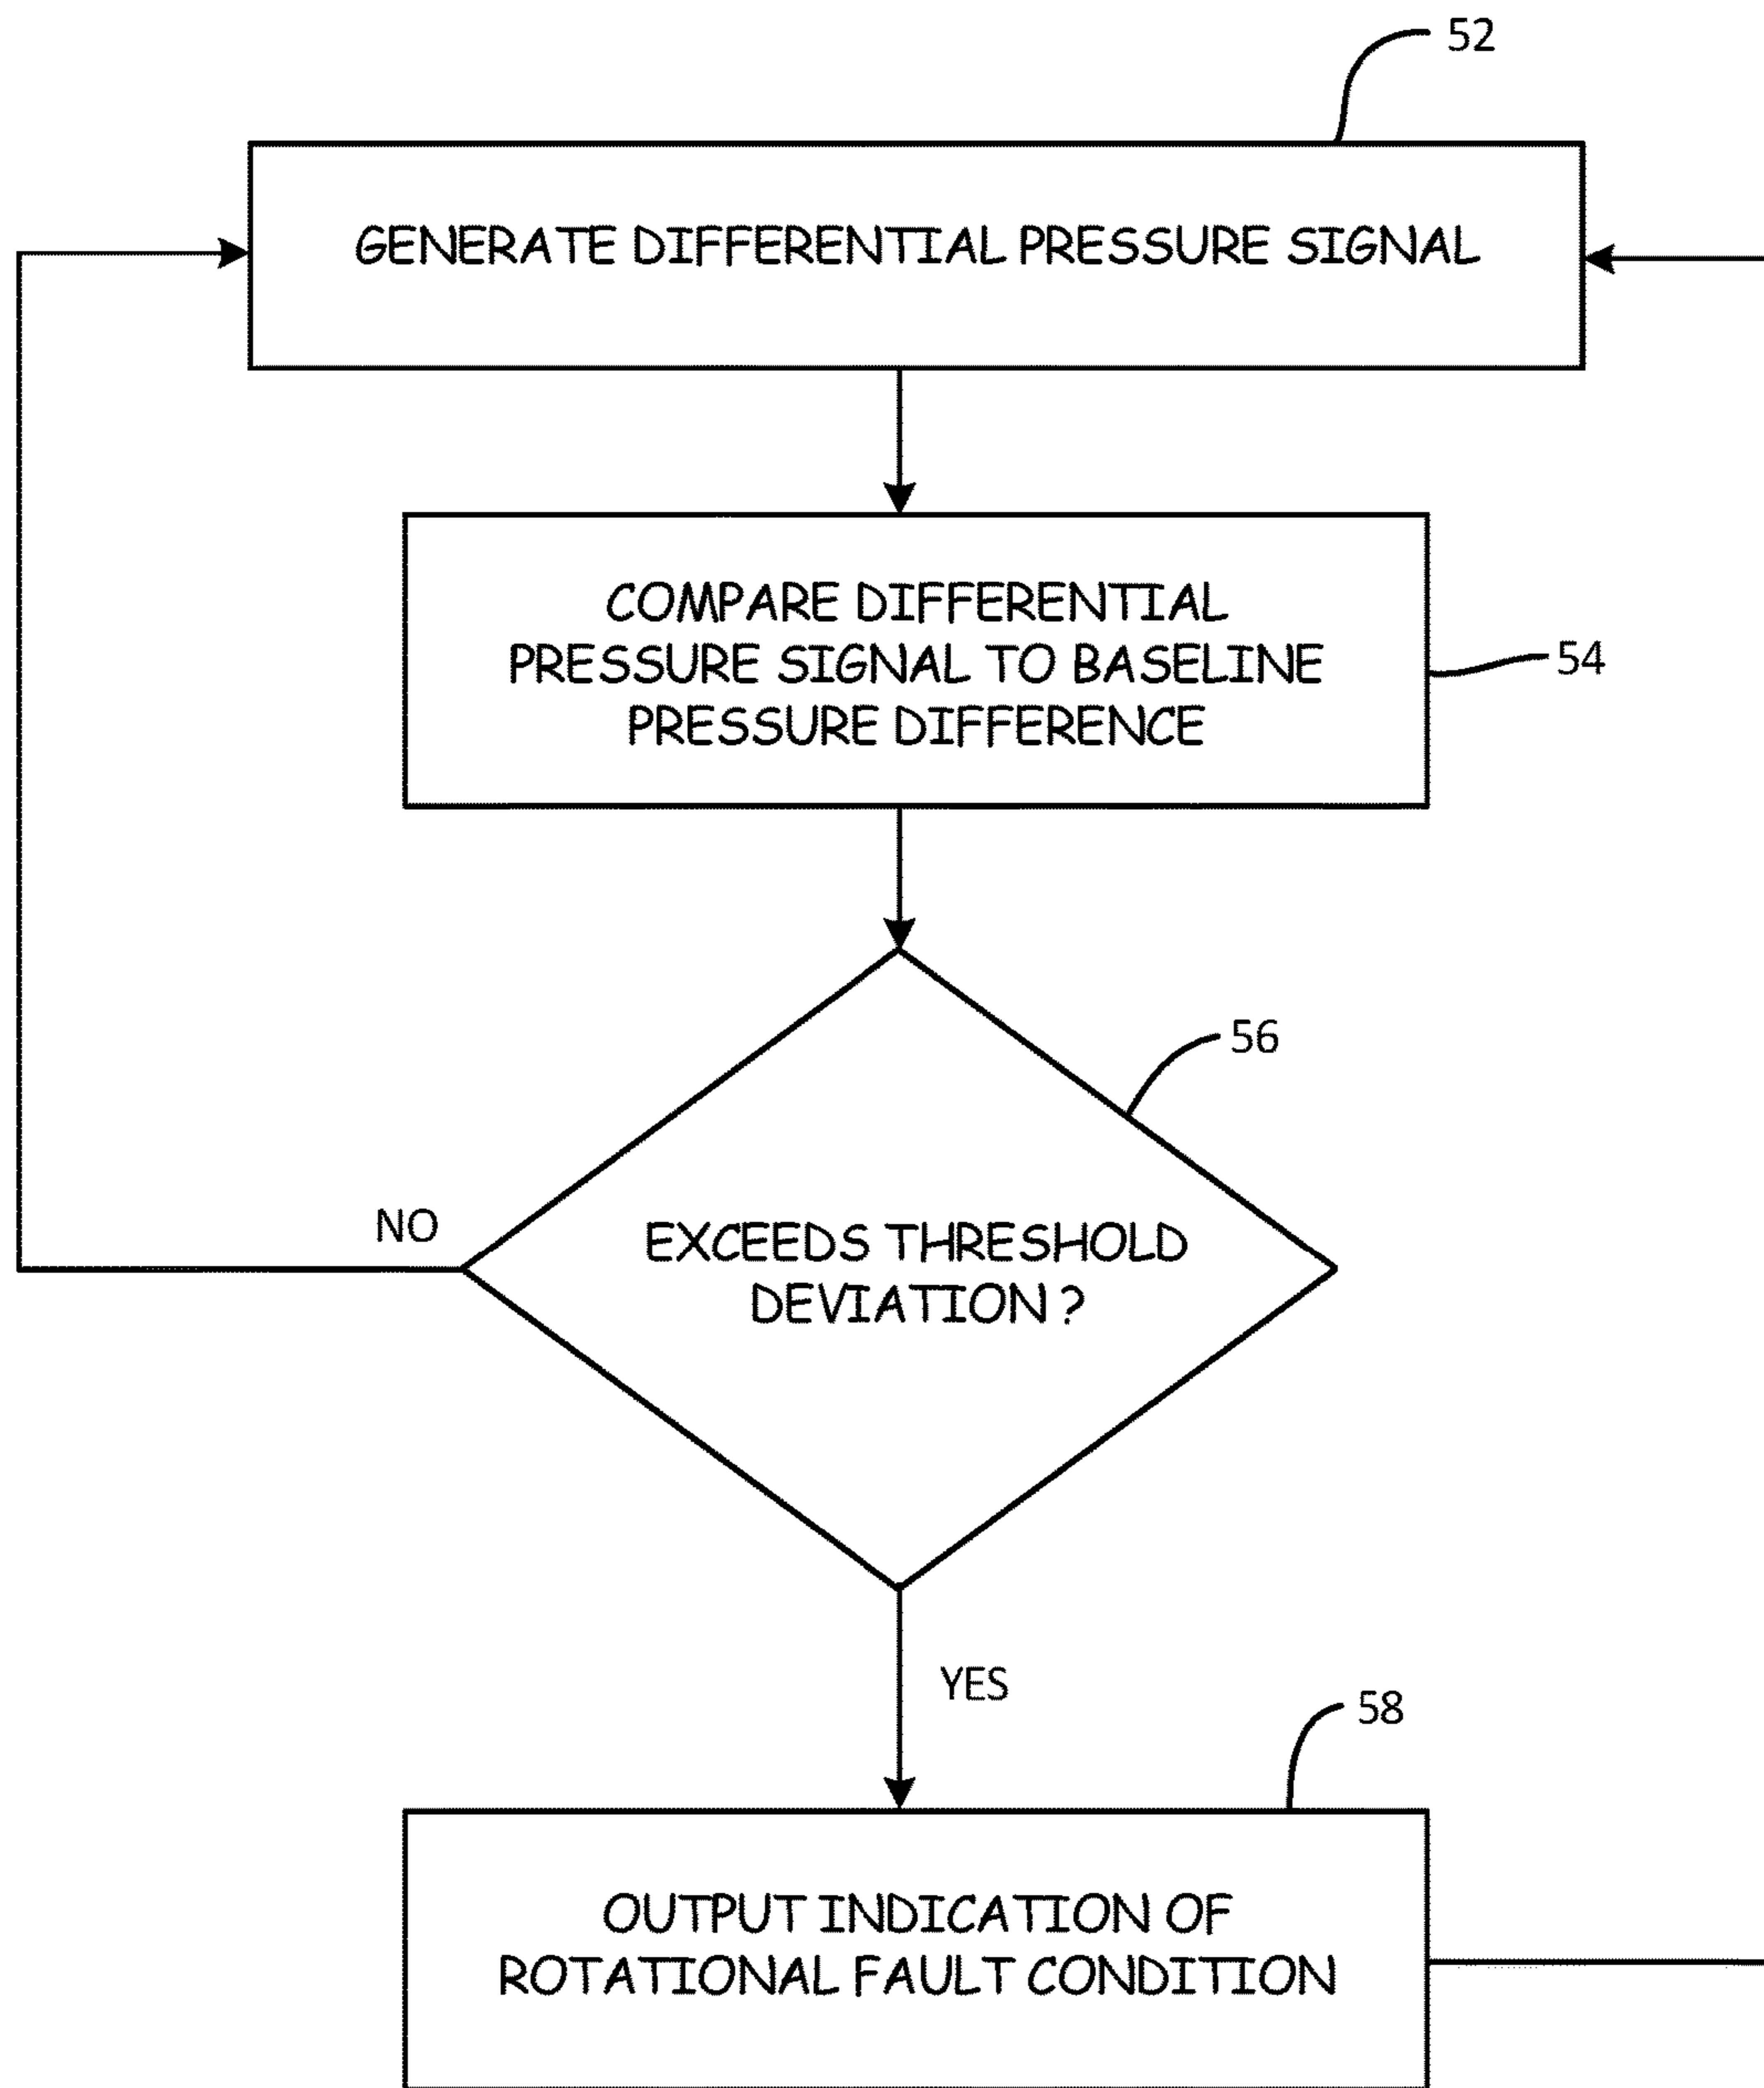 52
GENERATE DIFFERENTIAL PRESSURE SIGNAL
COMPARE DIFFERENTIAL
PRESSURE SIGNAL TO BASELINE
PRESSURE DIFFERENCE
54
56
NO
EXCEEDS THRESHOLD
DEVIATION ?
YES
58
OUTPUT INDICATION OF
ROTATIONAL FAULT CONDITION